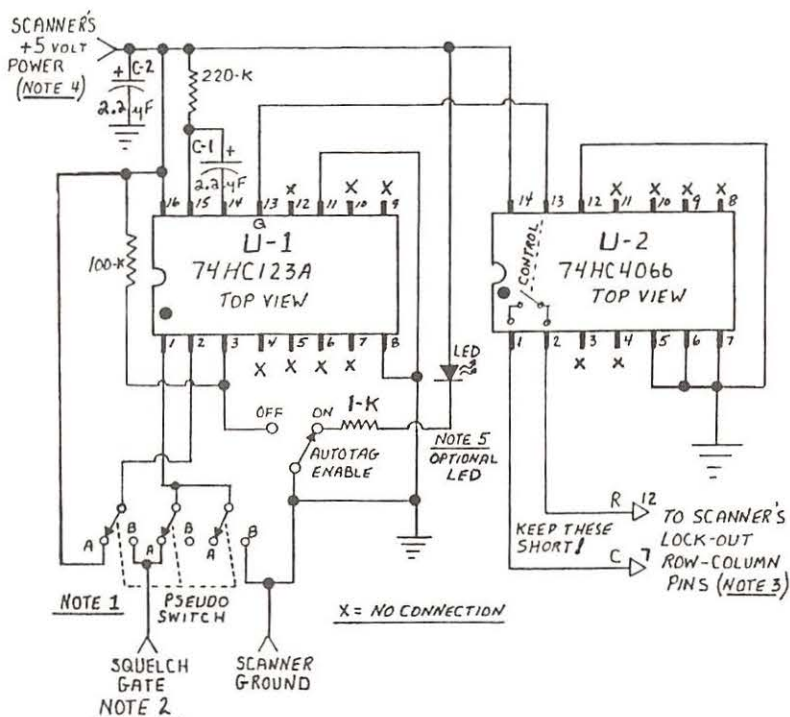 SCANNER'S
+5 VOLT
POWER
(NOTE 4)
+ C-2
2.2 µF
220-K
C-1 +
2.2 µF
100-K
16 15 14 13 12 11 10 9
X X X
Q
U-1
74HC123A
TOP VIEW
1 2 3 4 5 6 7 8
X X X X
14 13 12 11 10 9 8
X X X X
CONTROL
U-2
74HC4066
TOP VIEW
1 2 3 4 5 6 7
X X
LED
OFF
ON
1-K
AUTOTAG
ENABLE
NOTE 5
OPTIONAL
LED
A B A B A B
NOTE 1
PSEUDO
SWITCH
X = NO CONNECTION
KEEP THESE
SHORT!
R 12
C 7
TO SCANNER'S
LOCK-OUT
ROW-COLUMN
PINS (NOTE 3)
SQUELCH
GATE
NOTE 2
SCANNER
GROUND